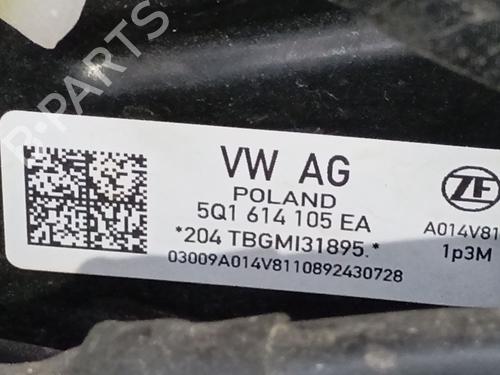 R-PARTS
VW AG
POLAND
5Q1 614 105 EA
*204 TBGMI31895.*
03009A014V8110892430728
ZF
A014V81
1p3M